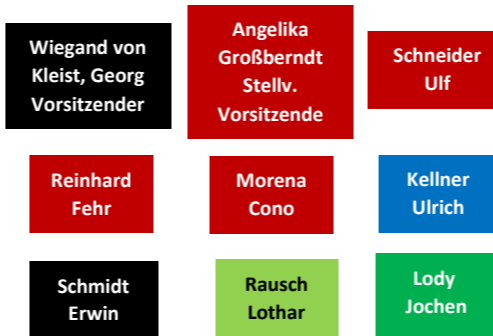 Wiegand von
Kleist, Georg
Vorsitzender
Angelika
Großberndt
Stellv.
Vorsitzende
Schneider
Ulf
Reinhard
Fehr
Morena
Cono
Kellner
Ulrich
Schmidt
Erwin
Rausch
Lothar
Lody
Jochen